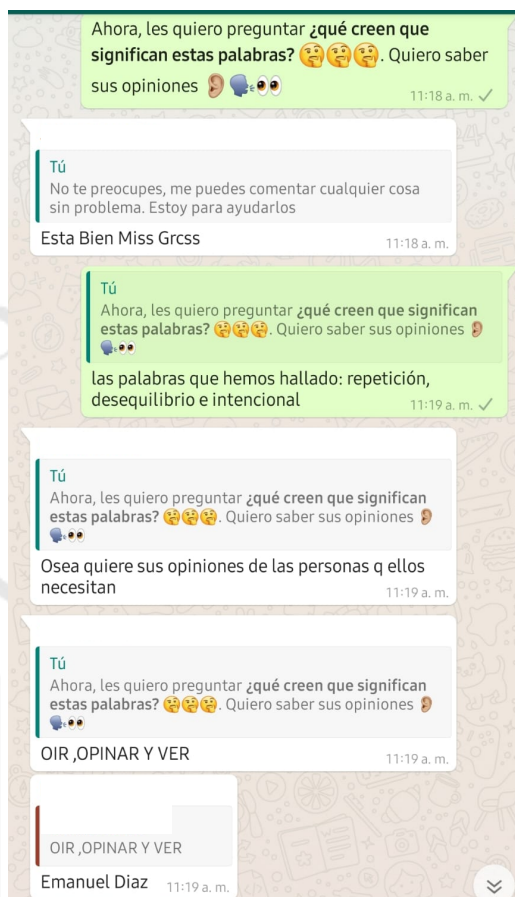 Ahora, les quiero preguntar ¿qué creen que
significan estas palabras? 🤔🤔🤔. Quiero saber
sus opiniones 👂🗣️👀
11:18 a. m.
Tú
No te preocupes, me puedes comentar cualquier cosa
sin problema. Estoy para ayudarlos
Esta Bien Miss Grcss
11:18 a. m.
Tú
Ahora, les quiero preguntar ¿qué creen que significan
estas palabras? 🤔🤔🤔. Quiero saber sus opiniones 👂
🗣️👀
las palabras que hemos hallado: repetición,
desequilibrio e intencional
11:19 a. m.
Tú
Ahora, les quiero preguntar ¿qué creen que significan
estas palabras? 🤔🤔🤔. Quiero saber sus opiniones 👂
🗣️👀
Osea quiere sus opiniones de las personas q ellos
necesitan
11:19 a. m.
Tú
Ahora, les quiero preguntar ¿qué creen que significan
estas palabras? 🤔🤔🤔. Quiero saber sus opiniones 👂
🗣️👀
OIR ,OPINAR Y VER
11:19 a. m.
OIR ,OPINAR Y VER
Emanuel Diaz
11:19 a. m.